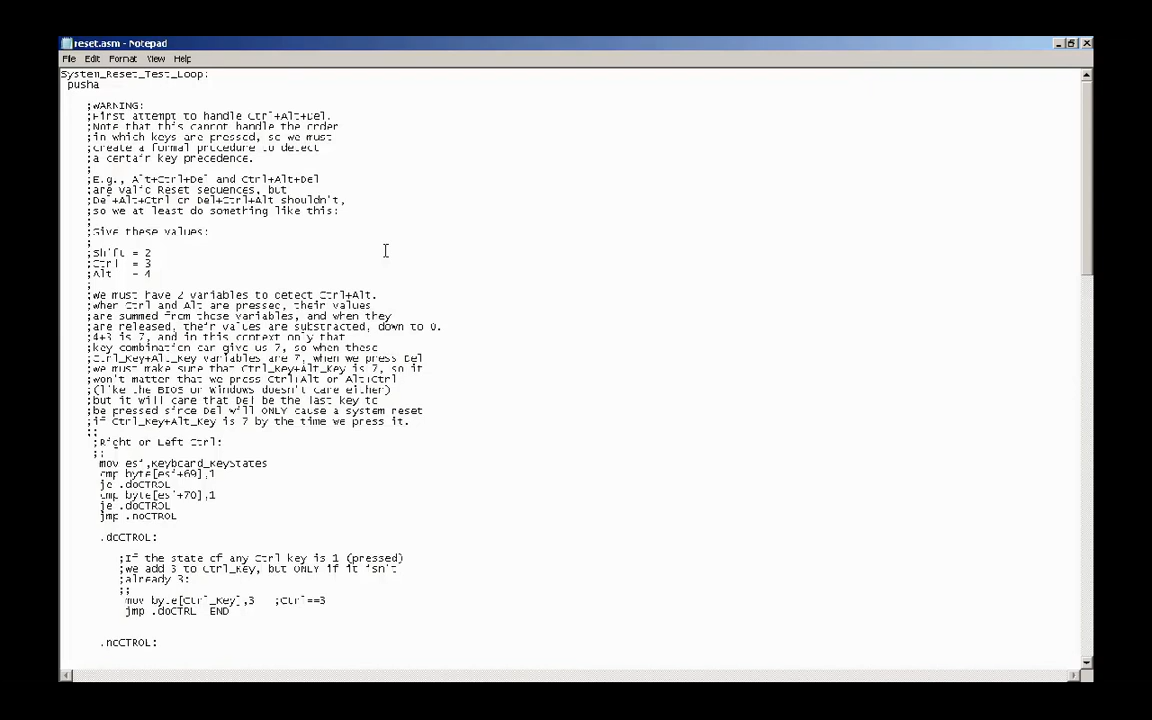 reset.asm - Notepad
File Edit Format View Help
System_Reset_Test_Loop:
pusha
;WARNING:
;First attempt to handle Ctrl+Alt+Del.
;Note that this cannot handle the order
;in which keys are pressed, so we must
;create a formal procedure to detect
;a certain key precedence.
;
;E.g., Alt+Ctrl+Del and Ctrl+Alt+Del
;are valid Reset sequences, but
;Del+Alt+Ctrl or Del+Ctrl+Alt shouldn't,
;so we at least do something like this:
;
;Give these values:
;
;Shift = 2
;Ctrl = 3
;Alt = 4
;
;We must have 2 variables to detect Ctrl+Alt.
;When Ctrl and Alt are pressed, their values
;are summed from those variables, and when they
;are released, their values are substracted, down to 0.
;4+3 is 7, and in this context only that
;key combination can give us 7, so when these
;Ctrl_Key+Alt_Key variables are 7, when we press Del
;we must make sure that Ctrl_Key+Alt_Key is 7, so it
;won't matter that we press Ctrl+Alt or Alt+Ctrl
;(like the BIOS or Windows doesn't care either)
;but it will care that Del be the last key to
;be pressed since Del will ONLY cause a system reset
;if Ctrl_Key+Alt_Key is 7 by the time we press it.
;;
;Right or Left Ctrl:
;;
mov esi,Keyboard_KeyStates
cmp byte[esi+69],1
je .doCTROL
cmp byte[esi+70],1
je .doCTROL
jmp .noCTROL
.doCTROL:
;If the state of any Ctrl key is 1 (pressed)
;we add 3 to Ctrl_Key, but ONLY if it isn't
;already 3:
;;
mov byte[Ctrl_Key],3 ;Ctrl==3
jmp .doCTRL_END
.noCTROL: